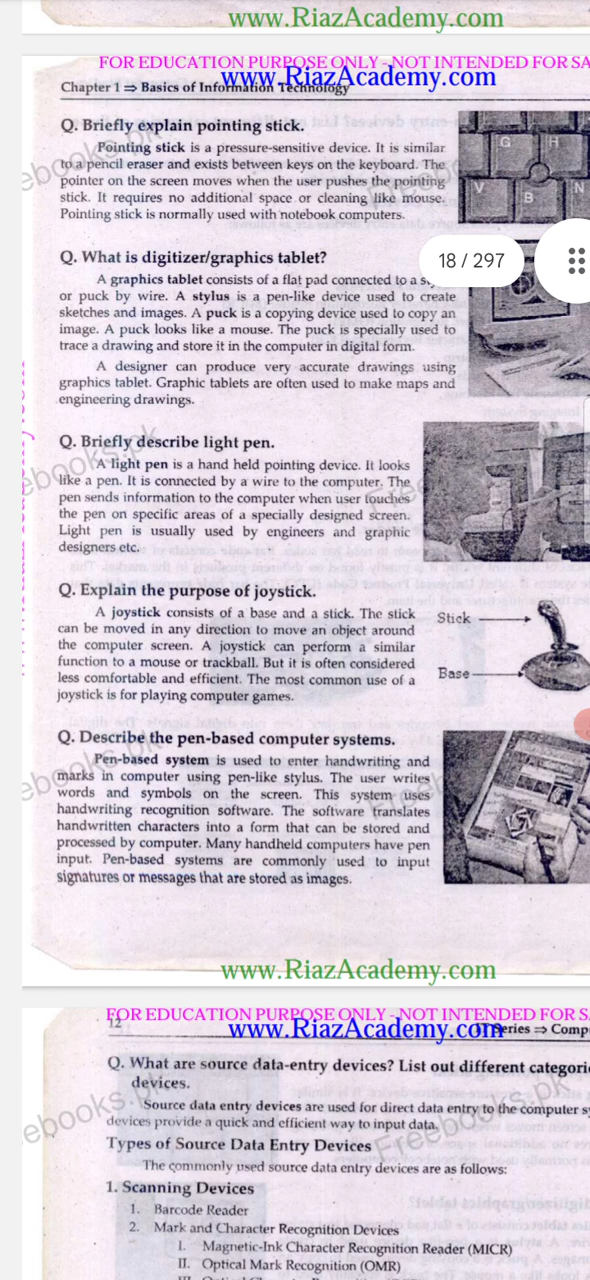 www.RiazAcademy.com
FOR EDUCATION PURPOSE ONLY - NOT INTENDED FOR SA
www.RiazAcademy.com
Chapter 1 ⇒ Basics of Information Technology
Q. Briefly explain pointing stick.
Pointing stick is a pressure-sensitive device. It is similar
to a pencil eraser and exists between keys on the keyboard. The
pointer on the screen moves when the user pushes the pointing
stick. It requires no additional space or cleaning like mouse.
Pointing stick is normally used with notebook computers.
G H
V B N
Q. What is digitizer/graphics tablet?
18 / 297
A graphics tablet consists of a flat pad connected to a
or puck by wire. A stylus is a pen-like device used to create
sketches and images. A puck is a copying device used to copy an
image. A puck looks like a mouse. The puck is specially used to
trace a drawing and store it in the computer in digital form.
A designer can produce very accurate drawings using
graphics tablet. Graphic tablets are often used to make maps and
engineering drawings.
Q. Briefly describe light pen.
A light pen is a hand held pointing device. It looks
like a pen. It is connected by a wire to the computer. The
pen sends information to the computer when user touches
the pen on specific areas of a specially designed screen.
Light pen is usually used by engineers and graphic
designers etc.
Q. Explain the purpose of joystick.
A joystick consists of a base and a stick. The stick
can be moved in any direction to move an object around
the computer screen. A joystick can perform a similar
function to a mouse or trackball. But it is often considered
less comfortable and efficient. The most common use of a
joystick is for playing computer games.
Stick
Base
Q. Describe the pen-based computer systems.
Pen-based system is used to enter handwriting and
marks in computer using pen-like stylus. The user writes
words and symbols on the screen. This system uses
handwriting recognition software. The software translates
handwritten characters into a form that can be stored and
processed by computer. Many handheld computers have pen
input. Pen-based systems are commonly used to input
signatures or messages that are stored as images.
www.RiazAcademy.com
FOR EDUCATION PURPOSE ONLY - NOT INTENDED FOR S
12
www.RiazAcademy.com
Series ⇒ Comp
Q. What are source data-entry devices? List out different categori
devices.
Source data entry devices are used for direct data entry to the computer s
devices provide a quick and efficient way to input data.
Freebooks.pk
Types of Source Data Entry Devices
The commonly used source data entry devices are as follows:
1. Scanning Devices
1. Barcode Reader
2. Mark and Character Recognition Devices
I. Magnetic-Ink Character Recognition Reader (MICR)
II. Optical Mark Recognition (OMR)